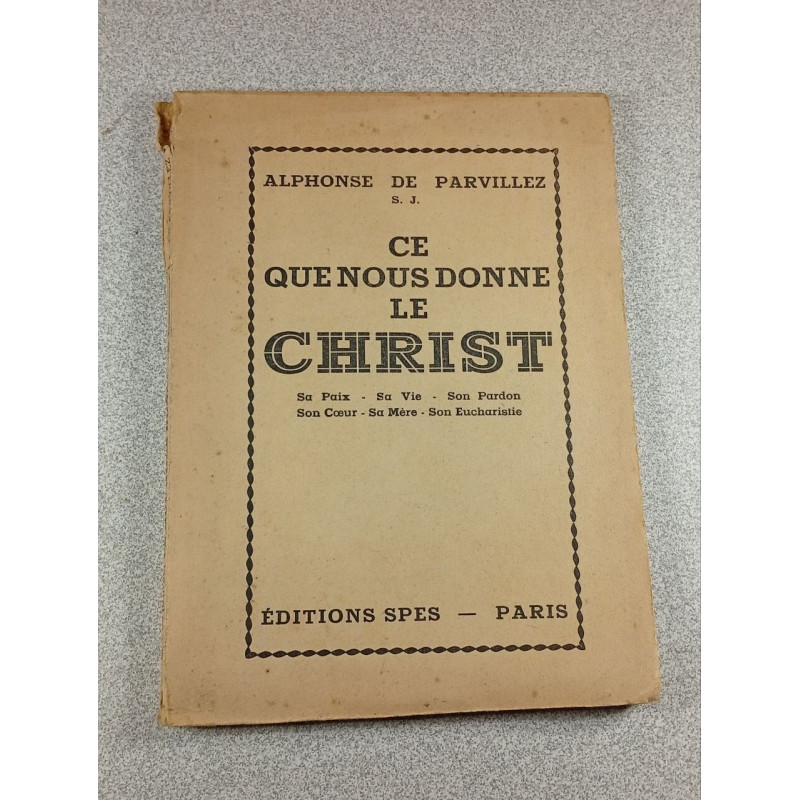 ALPHONSE DE PARVILLEZ
S. J.
CE
QUE NOUS DONNE
LE
CHRIST
Sa Paix - Sa Vie - Son Pardon
Son Cœur - Sa Mère - Son Eucharistie
ÉDITIONS SPES — PARIS